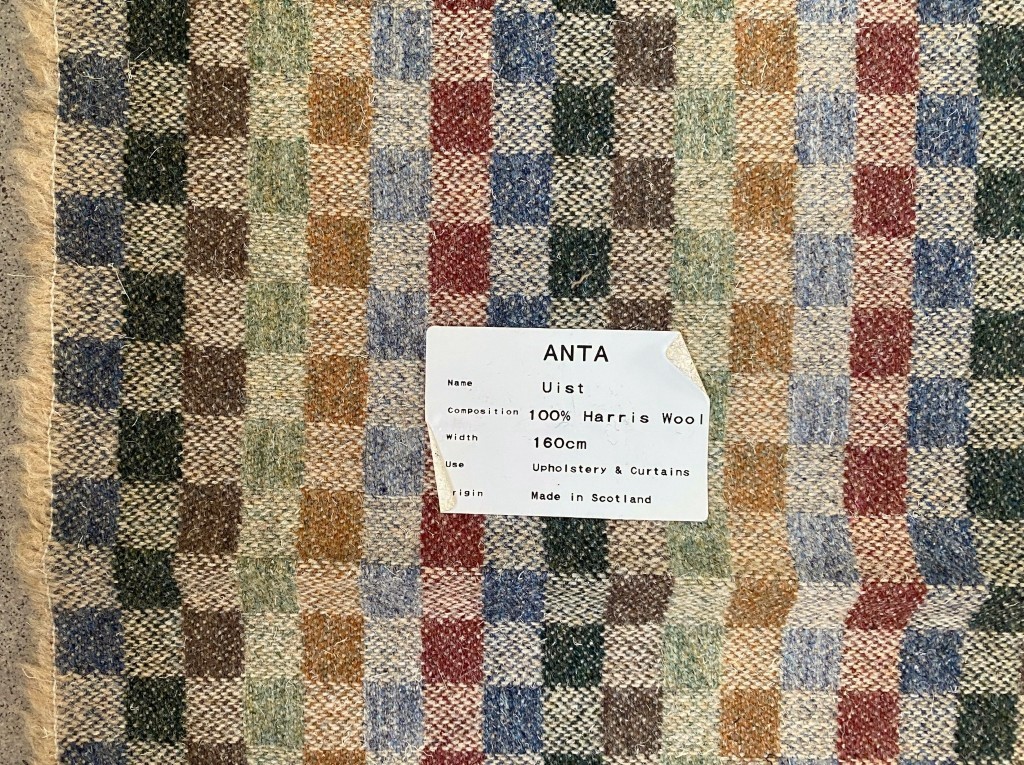 ANTA
Name Uist
Composition 100% Harris Wool
Width 160cm
Use Upholstery & Curtains
rigin Made in Scotland